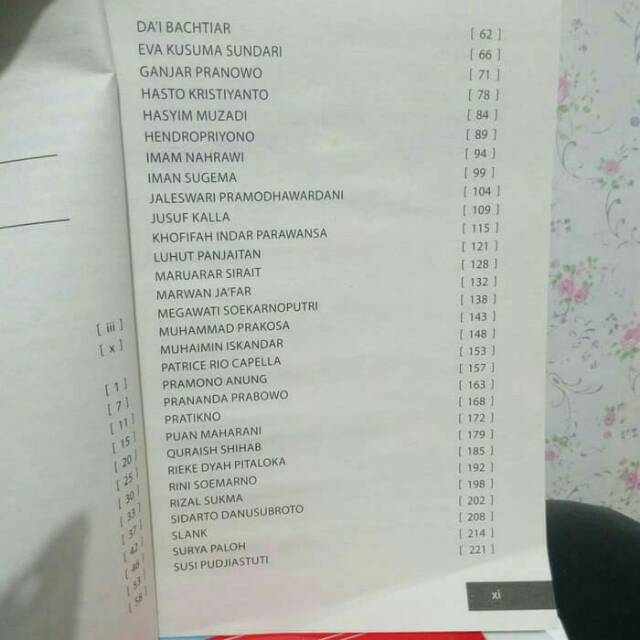 [ iii ]
[ x ]
[ 1 ]
[ 7 ]
[ 11 ]
[ 15 ]
[ 20 ]
[ 25 ]
[ 30 ]
[ 33 ]
[ 37 ]
[ 42 ]
[ 46 ]
[ 53 ]
[ 58 ]
DA'I BACHTIAR [ 62 ]
EVA KUSUMA SUNDARI [ 66 ]
GANJAR PRANOWO [ 71 ]
HASTO KRISTIYANTO [ 78 ]
HASYIM MUZADI [ 84 ]
HENDROPRIYONO [ 89 ]
IMAM NAHRAWI [ 94 ]
IMAN SUGEMA [ 99 ]
JALESWARI PRAMODHAWARDANI [ 104 ]
JUSUF KALLA [ 109 ]
KHOFIFAH INDAR PARAWANSA [ 115 ]
LUHUT PANJAITAN [ 121 ]
MARUARAR SIRAIT [ 128 ]
MARWAN JA'FAR [ 132 ]
MEGAWATI SOEKARNOPUTRI [ 138 ]
MUHAMMAD PRAKOSA [ 143 ]
MUHAIMIN ISKANDAR [ 148 ]
PATRICE RIO CAPELLA [ 153 ]
PRAMONO ANUNG [ 157 ]
PRANANDA PRABOWO [ 163 ]
PRATIKNO [ 168 ]
PUAN MAHARANI [ 172 ]
QURAISH SHIHAB [ 179 ]
RIEKE DYAH PITALOKA [ 185 ]
RINI SOEMARNO [ 192 ]
RIZAL SUKMA [ 198 ]
SIDARTO DANUSUBROTO [ 202 ]
SLANK [ 208 ]
SURYA PALOH [ 214 ]
SUSI PUDJIASTUTI [ 221 ]
xi